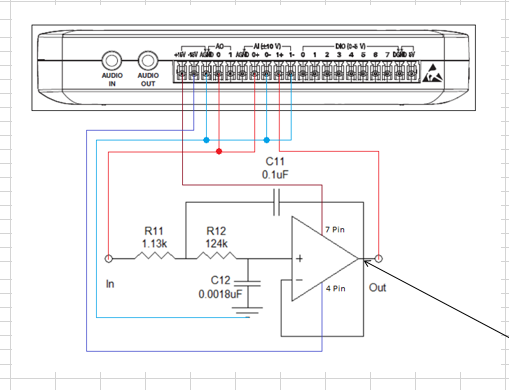 AO
AI (±10 V)
DIO (0-5 V)
+15V -15V AGND 0 1 AGND 0+ 0- 1+ 1- 0 1 2 3 4 5 6 7 DGND 5V
AUDIO
IN
AUDIO
OUT
C11
0.1uF
R11
1.13k
R12
124k
7 Pin
+
−
C12
0.0018uF
4 Pin
In
Out